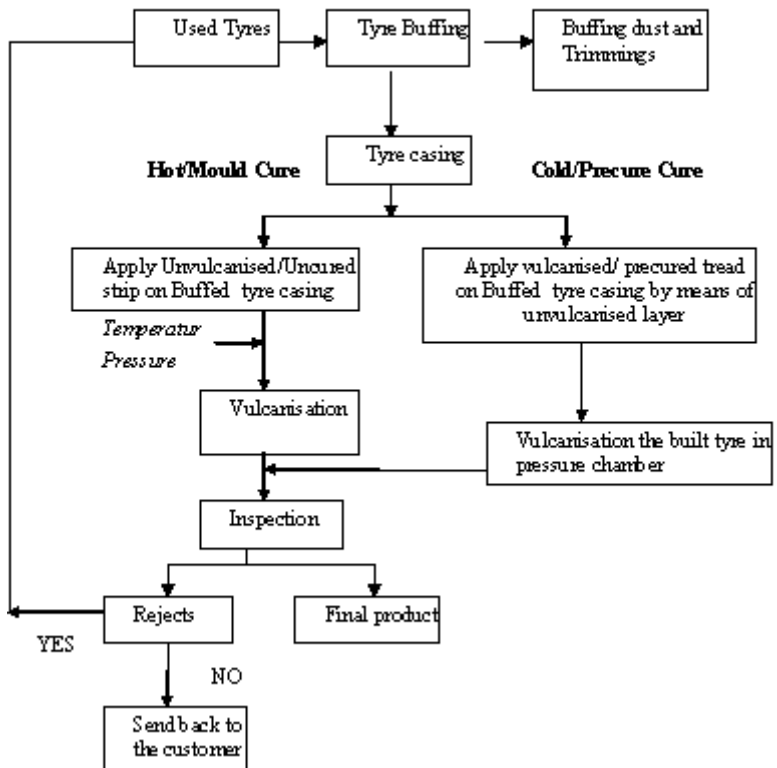 Used Tyres
Tyre Buffing
Buffing dust and
Trimmings
Tyre casing
Hot/Mould Cure
Cold/Precure Cure
Apply Unvulcanised/Uncured
strip on Buffed tyre casing
Apply vulcanised/ precured tread
on Buffed tyre casing by means of
unvulcanised layer
Temperatur
Pressure
Vulcanisation
Vulcanisation the built tyre in
pressure chamber
Inspection
Rejects
Final product
YES
NO
Send back to
the customer